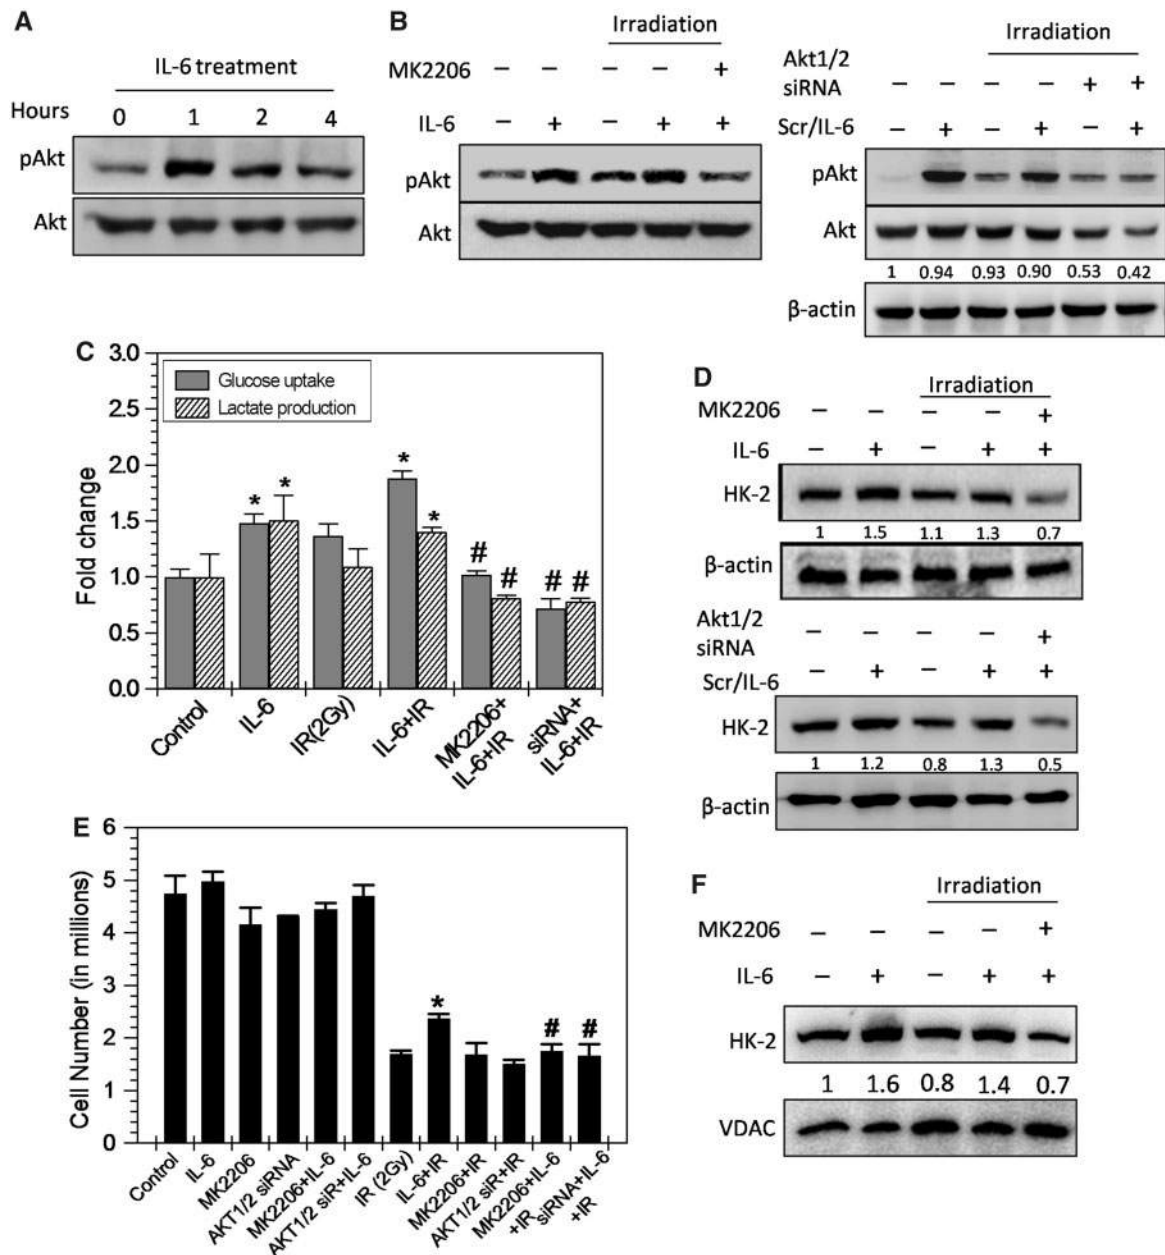 A
IL-6 treatment
Hours 0 1 2 4
pAkt
Akt
B
Irradiation
MK2206 – – – – +
IL-6 – + – + +
pAkt
Akt
Irradiation
Akt1/2 siRNA – – – – + +
Scr/IL-6 – + – + – +
pAkt
Akt
1 0.94 0.93 0.90 0.53 0.42
β-actin
C
Fold change
3.0
2.5
2.0
1.5
1.0
0.5
0.0
Glucose uptake
Lactate production
* * * *
# # # #
Control
IL-6
IR(2Gy)
IL-6+IR
MK2206+
IL-6+IR
siRNA+
IL-6+IR
D
Irradiation
MK2206 – – – – +
IL-6 – + – + +
HK-2
1 1.5 1.1 1.3 0.7
β-actin
Akt1/2 siRNA – – – – +
Scr/IL-6 – + – + +
HK-2
1 1.2 0.8 1.3 0.5
β-actin
E
Cell Number (in millions)
6
5
4
3
2
1
0
* # #
Control
IL-6
MK2206
AKT1/2 siRNA
MK2206+IL-6
AKT1/2 siR+IL-6
IR (2Gy)
IL-6+IR
MK2206+IR
AKT1/2 siR+IR
MK2206+IL-6
+IR
siRNA+IL-6
+IR
F
Irradiation
MK2206 – – – – +
IL-6 – + – + +
HK-2
1 1.6 0.8 1.4 0.7
VDAC